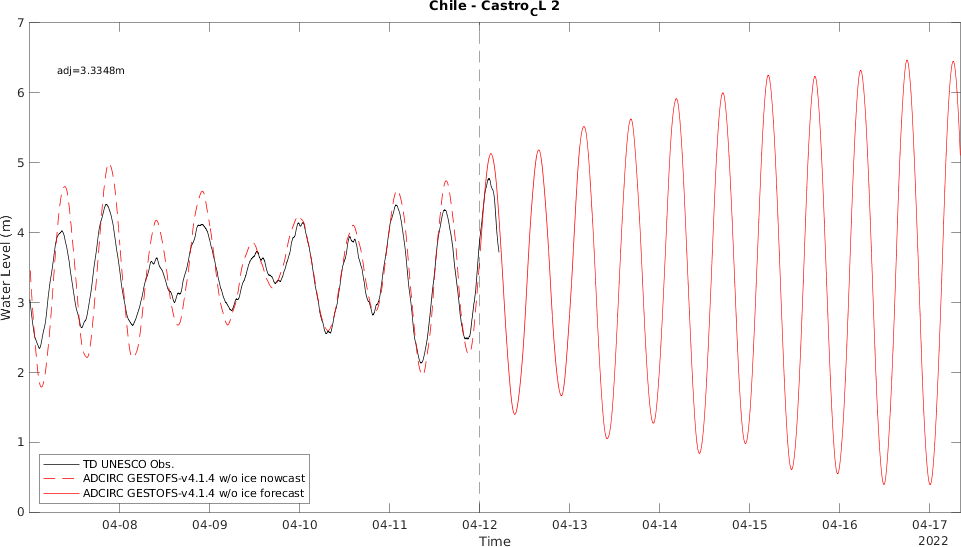 Chile - Castro_CL 2
adj=3.3348m
Water Level (m)
7
6
5
4
3
2
1
0
TD UNESCO Obs.
ADCIRC GESTOFS-v4.1.4 w/o ice nowcast
ADCIRC GESTOFS-v4.1.4 w/o ice forecast
04-08 04-09 04-10 04-11 04-12 04-13 04-14 04-15 04-16 04-17
Time
2022